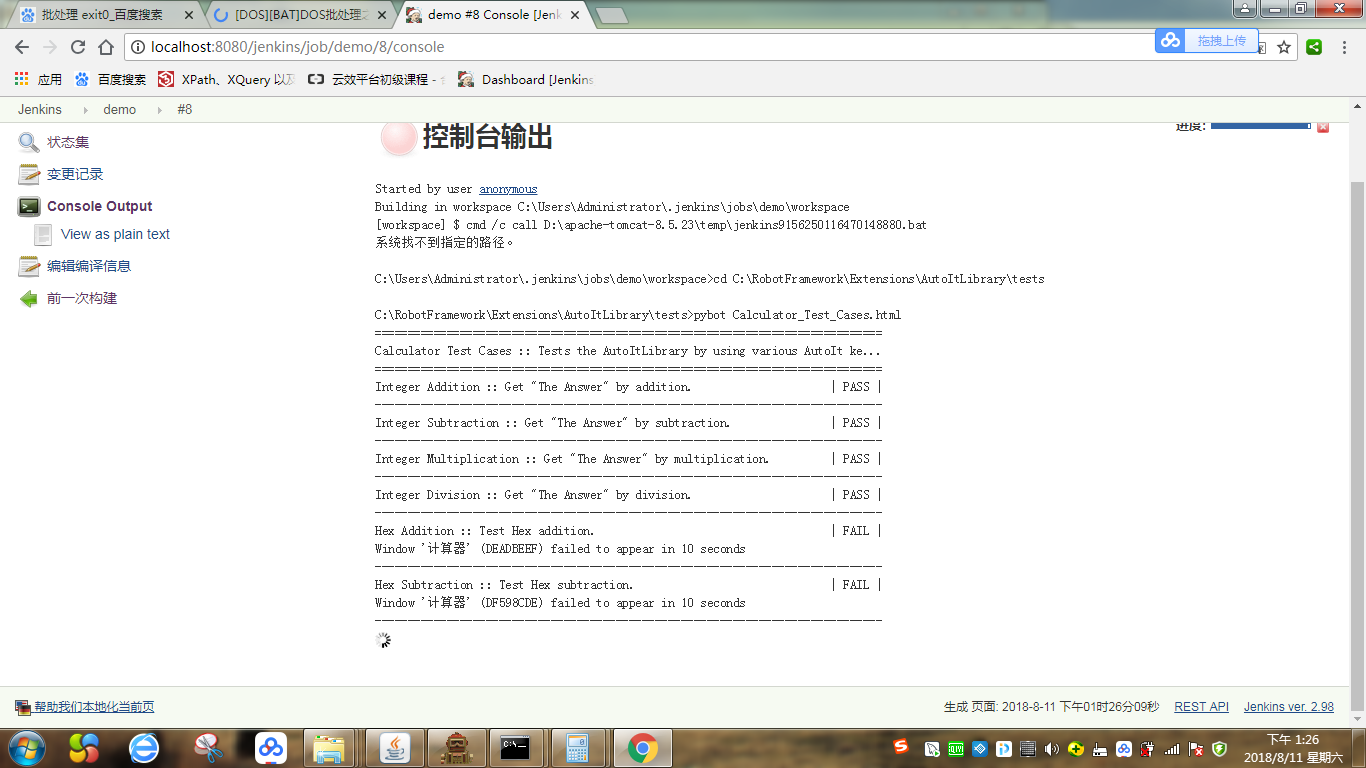 批处理 exit0_百度搜索
[DOS][BAT]DOS批处理之
demo #8 Console [Jenk
localhost:8080/jenkins/job/demo/8/console
拖拽上传
应用
百度搜索
XPath、XQuery 以及
云效平台初级课程 -
Dashboard [Jenkins
Jenkins
demo
#8
状态集
变更记录
Console Output
View as plain text
编辑编译信息
前一次构建
控制台输出
进度:
Started by user anonymous
Building in workspace C:\Users\Administrator\.jenkins\jobs\demo\workspace
[workspace] $ cmd /c call D:\apache-tomcat-8.5.23\temp\jenkins9156250116470148880.bat
系统找不到指定的路径。
C:\Users\Administrator\.jenkins\jobs\demo\workspace>cd C:\RobotFramework\Extensions\AutoItLibrary\tests
C:\RobotFramework\Extensions\AutoItLibrary\tests>pybot Calculator_Test_Cases.html
==============================================================================
Calculator Test Cases :: Tests the AutoItLibrary by using various AutoIt ke...
==============================================================================
Integer Addition :: Get "The Answer" by addition. | PASS |
------------------------------------------------------------------------------
Integer Subtraction :: Get "The Answer" by subtraction. | PASS |
------------------------------------------------------------------------------
Integer Multiplication :: Get "The Answer" by multiplication. | PASS |
------------------------------------------------------------------------------
Integer Division :: Get "The Answer" by division. | PASS |
------------------------------------------------------------------------------
Hex Addition :: Test Hex addition. | FAIL |
Window '计算器' (DEADBEEF) failed to appear in 10 seconds
------------------------------------------------------------------------------
Hex Subtraction :: Test Hex subtraction. | FAIL |
Window '计算器' (DF598CDE) failed to appear in 10 seconds
------------------------------------------------------------------------------
帮助我们本地化当前页
生成 页面: 2018-8-11 下午01时26分09秒
REST API
Jenkins ver. 2.98
下午 1:26
2018/8/11 星期六